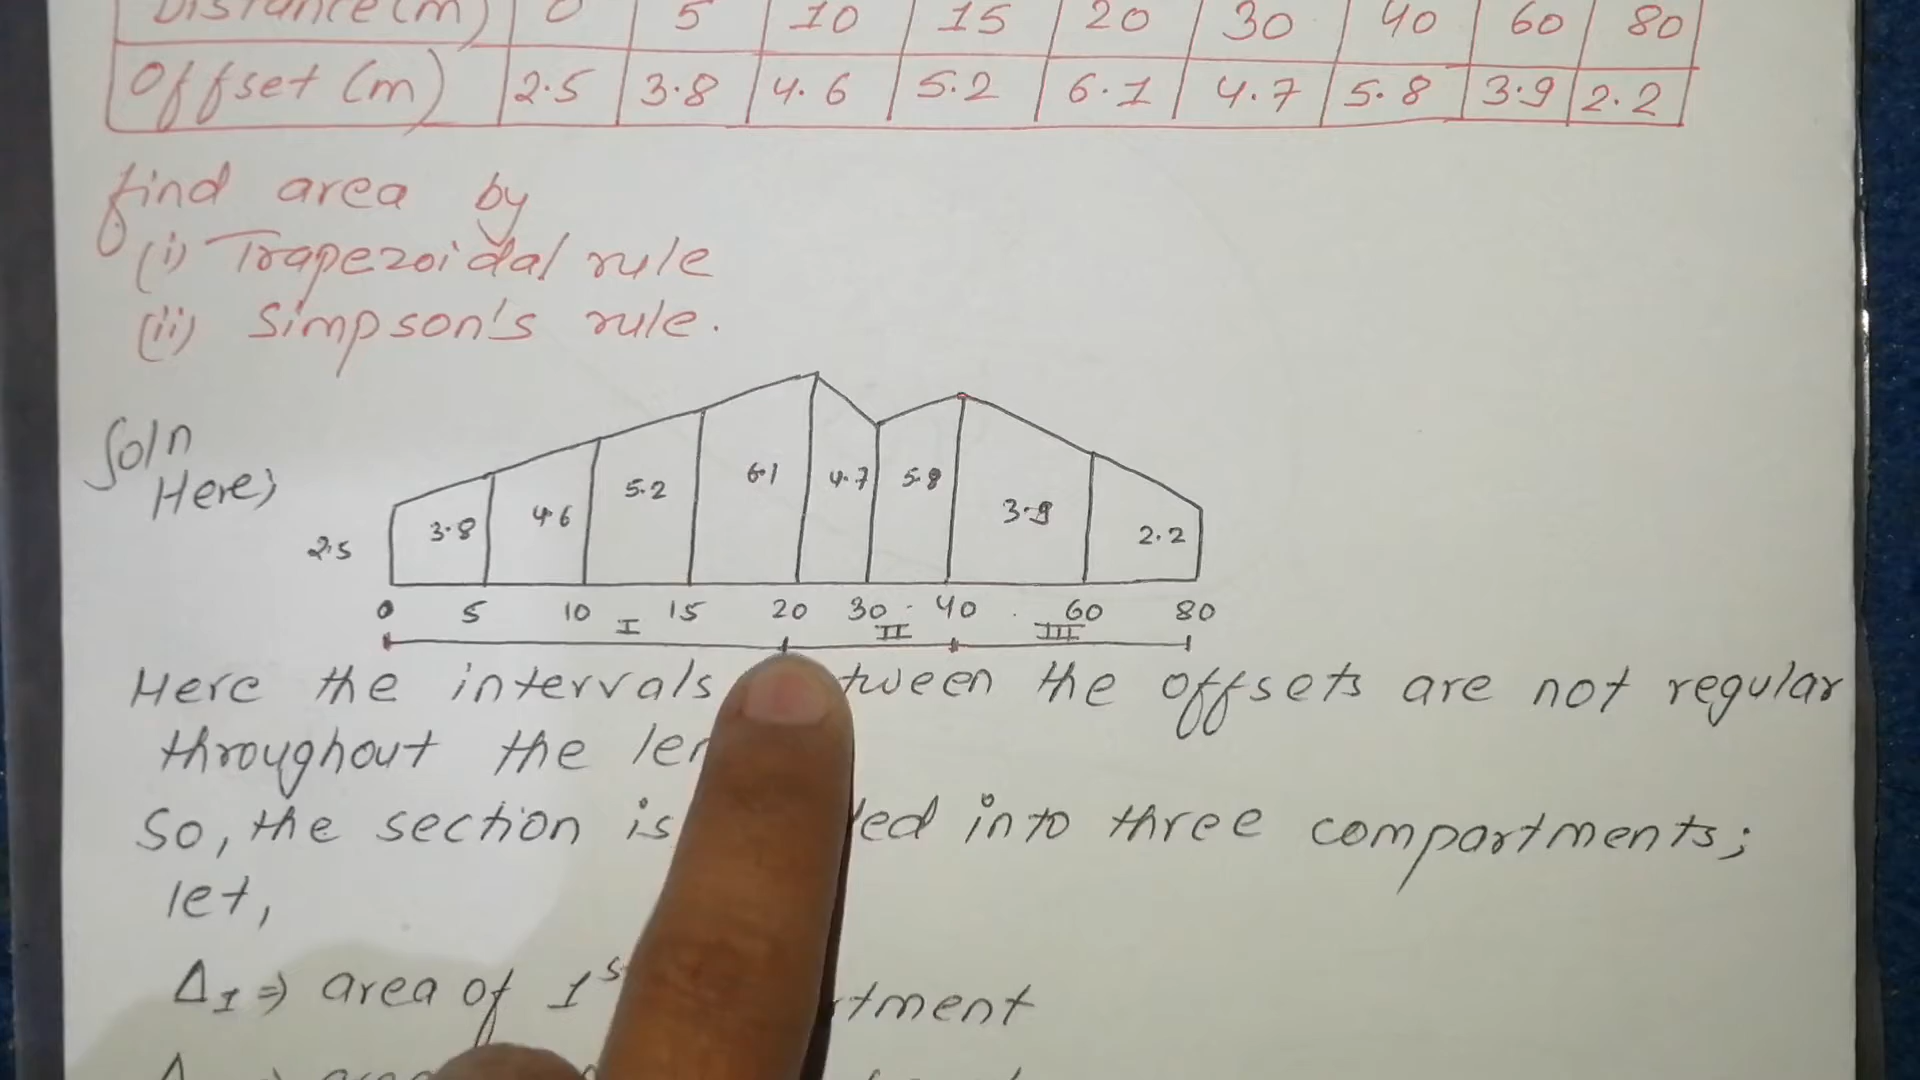 Distance (m) 0 5 10 15 20 30 40 60 80
Offset (m) 2.5 3.8 4.6 5.2 6.1 4.7 5.8 3.9 2.2
find area by
(i) Trapezoidal rule
(ii) Simpson's rule.
Soln
Here;
2.5 3.8 4.6 5.2 6.1 4.7 5.8 3.9 2.2
0 5 10 15 20 30 40 60 80
I II III
Here the intervals tween the offsets are not regular
throughout the
So, the section is into three compartments;
let,
Δ₁ ⇒ area of 1s tment